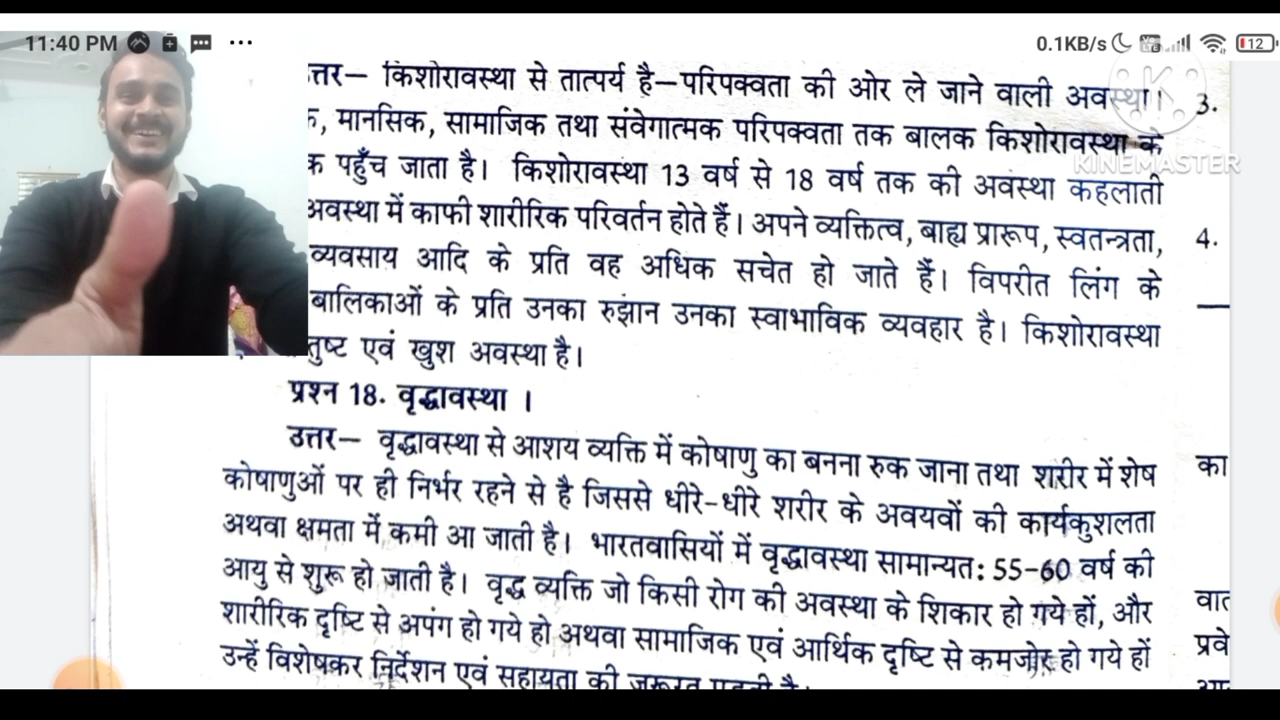 11:40 PM
0.1KB/s
12
KINEMASTER
त्तर— किशोरावस्था से तात्पर्य है—परिपक्वता की ओर ले जाने वाली अवस्था।
मानसिक, सामाजिक तथा संवेगात्मक परिपक्वता तक बालक किशोरावस्था के
पहुँच जाता है। किशोरावस्था 13 वर्ष से 18 वर्ष तक की अवस्था कहलाती
अवस्था में काफी शारीरिक परिवर्तन होते हैं। अपने व्यक्तित्व, बाह्य प्रारूप, स्वतन्त्रता,
व्यवसाय आदि के प्रति वह अधिक सचेत हो जाते हैं। विपरीत लिंग के
बालिकाओं के प्रति उनका रुझान उनका स्वाभाविक व्यवहार है। किशोरावस्था
तुष्ट एवं खुश अवस्था है।
प्रश्न 18. वृद्धावस्था ।
उत्तर— वृद्धावस्था से आशय व्यक्ति में कोषाणु का बनना रुक जाना तथा शरीर में शेष
कोषाणुओं पर ही निर्भर रहने से है जिससे धीरे-धीरे शरीर के अवयवों की कार्यकुशलता
अथवा क्षमता में कमी आ जाती है। भारतवासियों में वृद्धावस्था सामान्यत: 55-60 वर्ष की
आयु से शुरू हो जाती है। वृद्ध व्यक्ति जो किसी रोग की अवस्था के शिकार हो गये हों, और
शारीरिक दृष्टि से अपंग हो गये हो अथवा सामाजिक एवं आर्थिक दृष्टि से कमजोर हो गये हों
उन्हें विशेषकर निर्देशन एवं सहायता की जरूरत पड़ती है।
3.
4.
का
वात
प्रवे